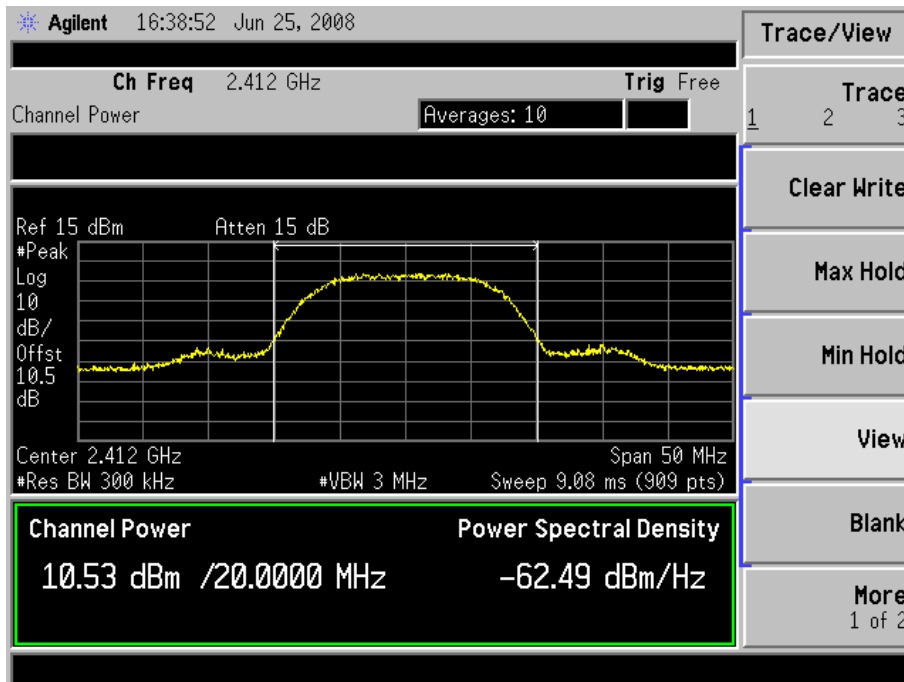 Agilent 16:38:52 Jun 25, 2008
Trace/View
Ch Freq 2.412 GHz Trig Free
Channel Power Averages: 10
Trace
1 2 3
Clear Write
Ref 15 dBm Atten 15 dB
#Peak
Log
10
dB/
Offst
10.5
dB
Max Hold
Min Hold
View
Center 2.412 GHz Span 50 MHz
#Res BW 300 kHz #VBW 3 MHz Sweep 9.08 ms (909 pts)
Channel Power Power Spectral Density
10.53 dBm /20.0000 MHz -62.49 dBm/Hz
Blank
More
1 of 2